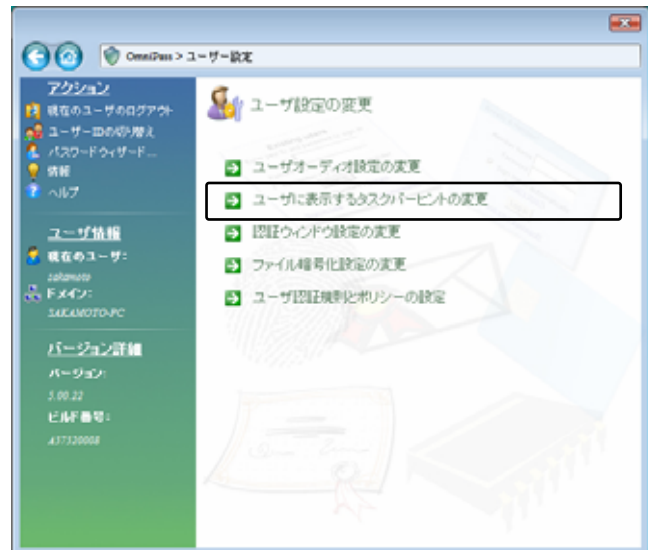 OmniPass > ユーザー設定
アクション
現在のユーザのログアウト
ユーザーIDの切り替え
パスワードウィザード...
情報
ヘルプ
ユーザ情報
現在のユーザ:
sakamoto
ドメイン:
SAKAMOTO-PC
バージョン詳細
バージョン:
5.00.22
ビルド番号:
A37320008
ユーザ設定の変更
ユーザオーディオ設定の変更
ユーザに表示するタスクバーヒントの変更
認証ウィンドウ設定の変更
ファイル暗号化設定の変更
ユーザ認証規則とポリシーの設定